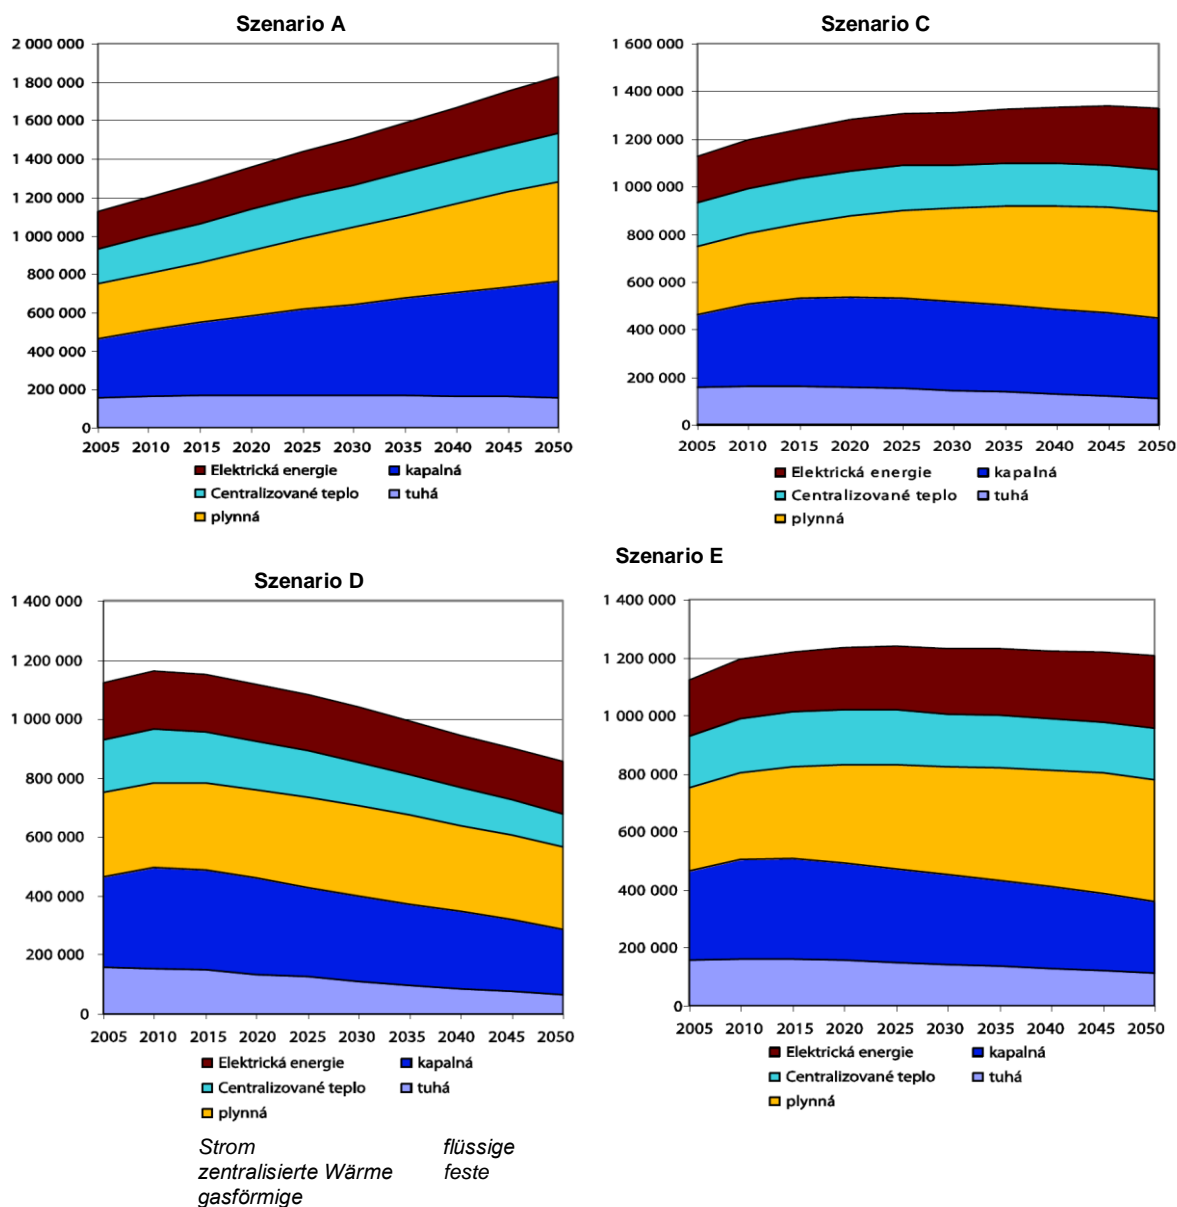 Szenario A
2 000 000
1 800 000
1 600 000
1 400 000
1 200 000
1 000 000
800 000
600 000
400 000
200 000
0
2005 2010 2015 2020 2025 2030 2035 2040 2045 2050
Elektrická energie kapalná
Centralizované teplo tuhá
plynná
Szenario C
1 600 000
1 400 000
1 200 000
1 000 000
800 000
600 000
400 000
200 000
0
2005 2010 2015 2020 2025 2030 2035 2040 2045 2050
Elektrická energie kapalná
Centralizované teplo tuhá
plynná
Szenario D
1 400 000
1 200 000
1 000 000
800 000
600 000
400 000
200 000
0
2005 2010 2015 2020 2025 2030 2035 2040 2045 2050
Elektrická energie kapalná
Centralizované teplo tuhá
plynná
Szenario E
1 400 000
1 200 000
1 000 000
800 000
600 000
400 000
200 000
0
2005 2010 2015 2020 2025 2030 2035 2040 2045 2050
Elektrická energie kapalná
Centralizované teplo tuhá
plynná
Strom flüssige
zentralisierte Wärme feste
gasförmige